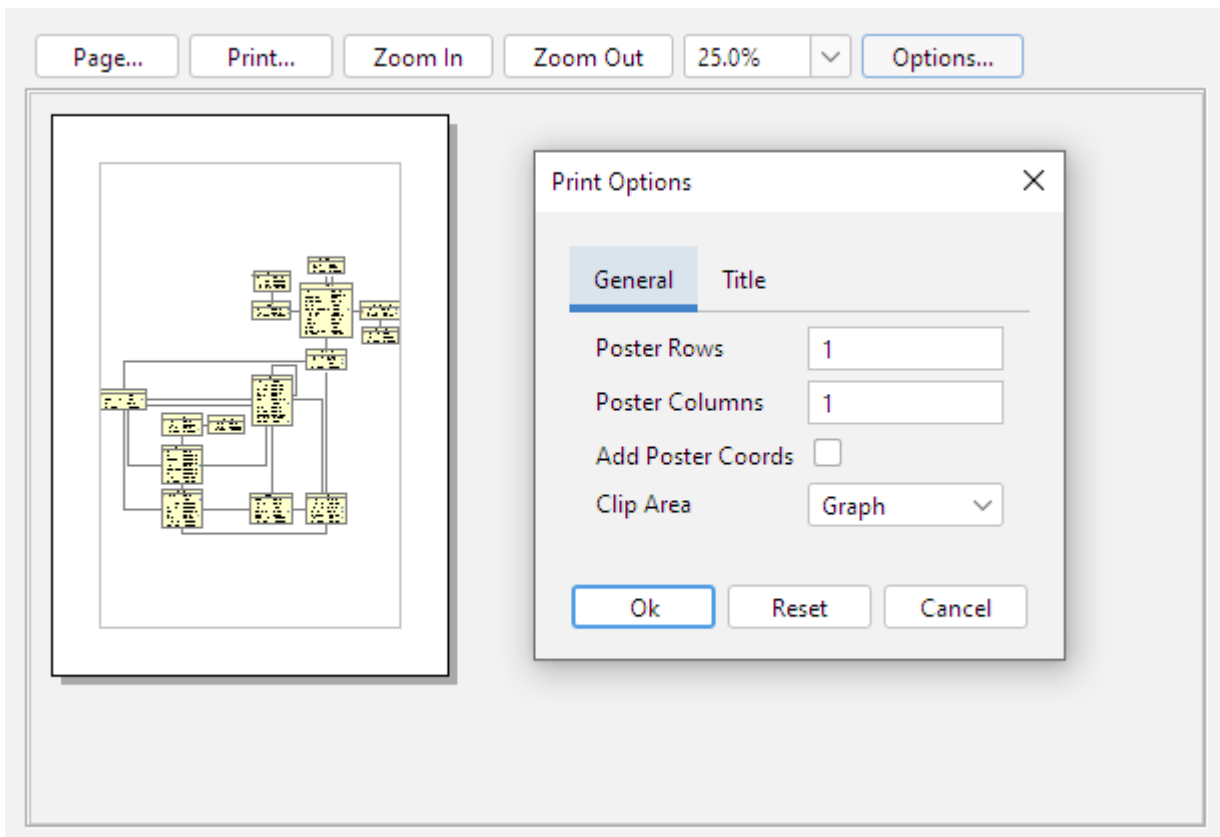 Page... Print... Zoom In Zoom Out 25.0% Options...
Print Options
General Title
Poster Rows 1
Poster Columns 1
Add Poster Coords
Clip Area Graph
Ok Reset Cancel